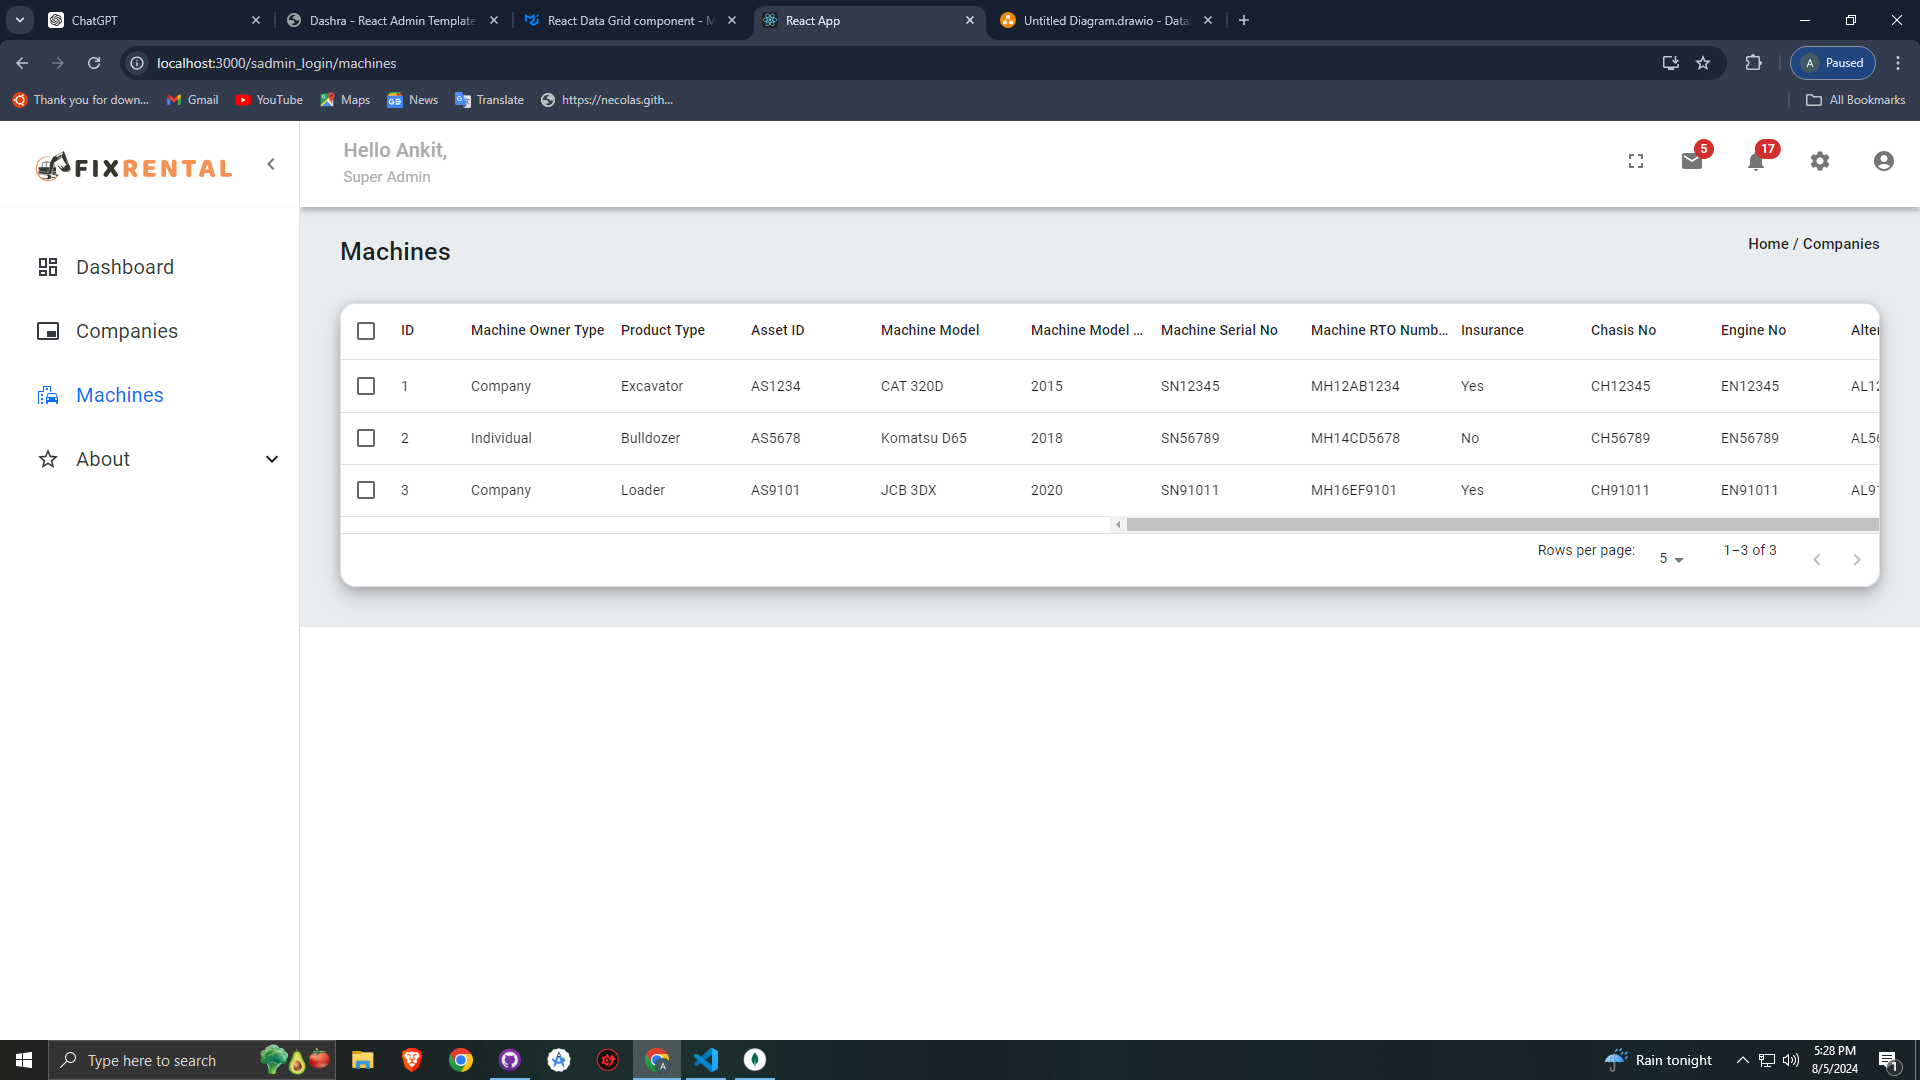 ChatGPT
Dashra - React Admin Template
React Data Grid component - M
React App
Untitled Diagram.drawio - Data
localhost:3000/sadmin_login/machines
A Paused
Thank you for down...
Gmail
YouTube
Maps
News
Translate
https://necolas.gith...
All Bookmarks
FIXRENTAL
Hello Ankit,
Super Admin
5
17
Dashboard
Companies
Machines
About
Machines
Home / Companies
ID Machine Owner Type Product Type Asset ID Machine Model Machine Model ... Machine Serial No Machine RTO Numb... Insurance Chasis No Engine No Alter
1 Company Excavator AS1234 CAT 320D 2015 SN12345 MH12AB1234 Yes CH12345 EN12345 AL12
2 Individual Bulldozer AS5678 Komatsu D65 2018 SN56789 MH14CD5678 No CH56789 EN56789 AL56
3 Company Loader AS9101 JCB 3DX 2020 SN91011 MH16EF9101 Yes CH91011 EN91011 AL91
Rows per page: 5 1–3 of 3
Type here to search
Rain tonight
5:28 PM
8/5/2024
1